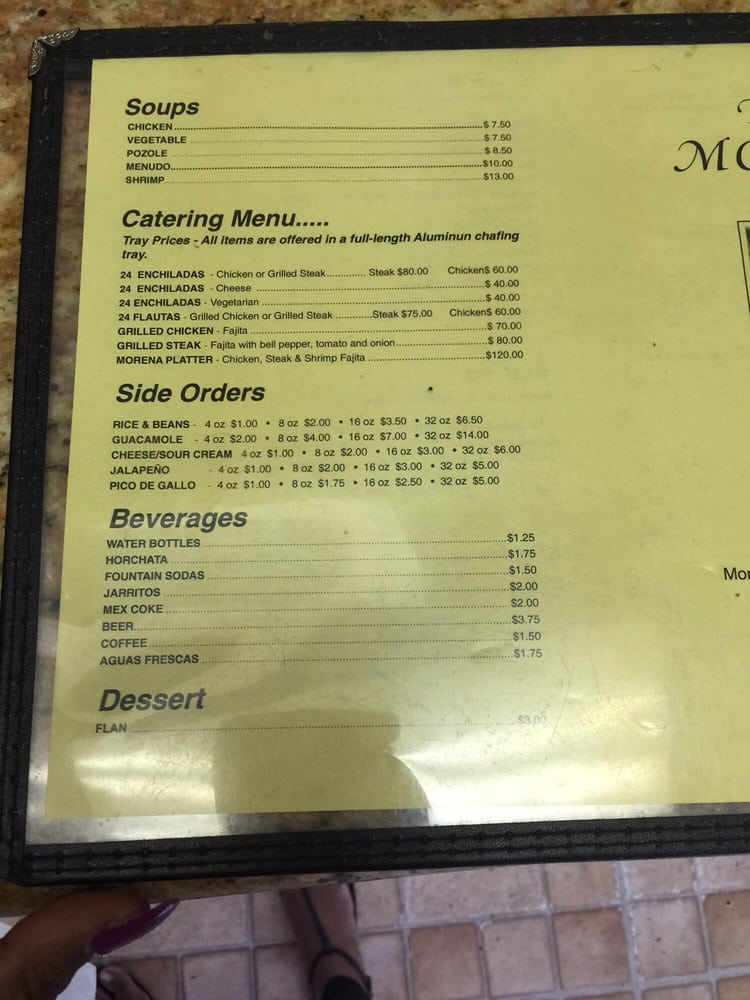 Soups
CHICKEN $ 7.50
VEGETABLE $ 7.50
POZOLE $ 8.50
MENUDO $10.00
SHRIMP $13.00
Catering Menu.....
Tray Prices - All items are offered in a full-length Aluminun chafing
tray.
24 ENCHILADAS - Chicken or Grilled Steak Steak $80.00 Chicken$ 60.00
24 ENCHILADAS - Cheese $ 40.00
24 ENCHILADAS - Vegetarian $ 40.00
24 FLAUTAS - Grilled Chicken or Grilled Steak Steak $75.00 Chicken$ 60.00
GRILLED CHICKEN - Fajita $ 70.00
GRILLED STEAK - Fajita with bell pepper, tomato and onion $ 80.00
MORENA PLATTER - Chicken, Steak & Shrimp Fajita $120.00
Side Orders
RICE & BEANS - 4 oz $1.00 • 8 oz $2.00 • 16 oz $3.50 • 32 oz $6.50
GUACAMOLE - 4 oz $2.00 • 8 oz $4.00 • 16 oz $7.00 • 32 oz $14.00
CHEESE/SOUR CREAM 4 oz $1.00 • 8 oz $2.00 • 16 oz $3.00 • 32 oz $6.00
JALAPEÑO - 4 oz $1.00 • 8 oz $2.00 • 16 oz $3.00 • 32 oz $5.00
PICO DE GALLO - 4 oz $1.00 • 8 oz $1.75 • 16 oz $2.50 • 32 oz $5.00
Beverages
WATER BOTTLES $1.25
HORCHATA $1.75
FOUNTAIN SODAS $1.50
JARRITOS $2.00
MEX COKE $2.00
BEER $3.75
COFFEE $1.50
AGUAS FRESCAS $1.75
Dessert
FLAN $3.00
MO
Mo